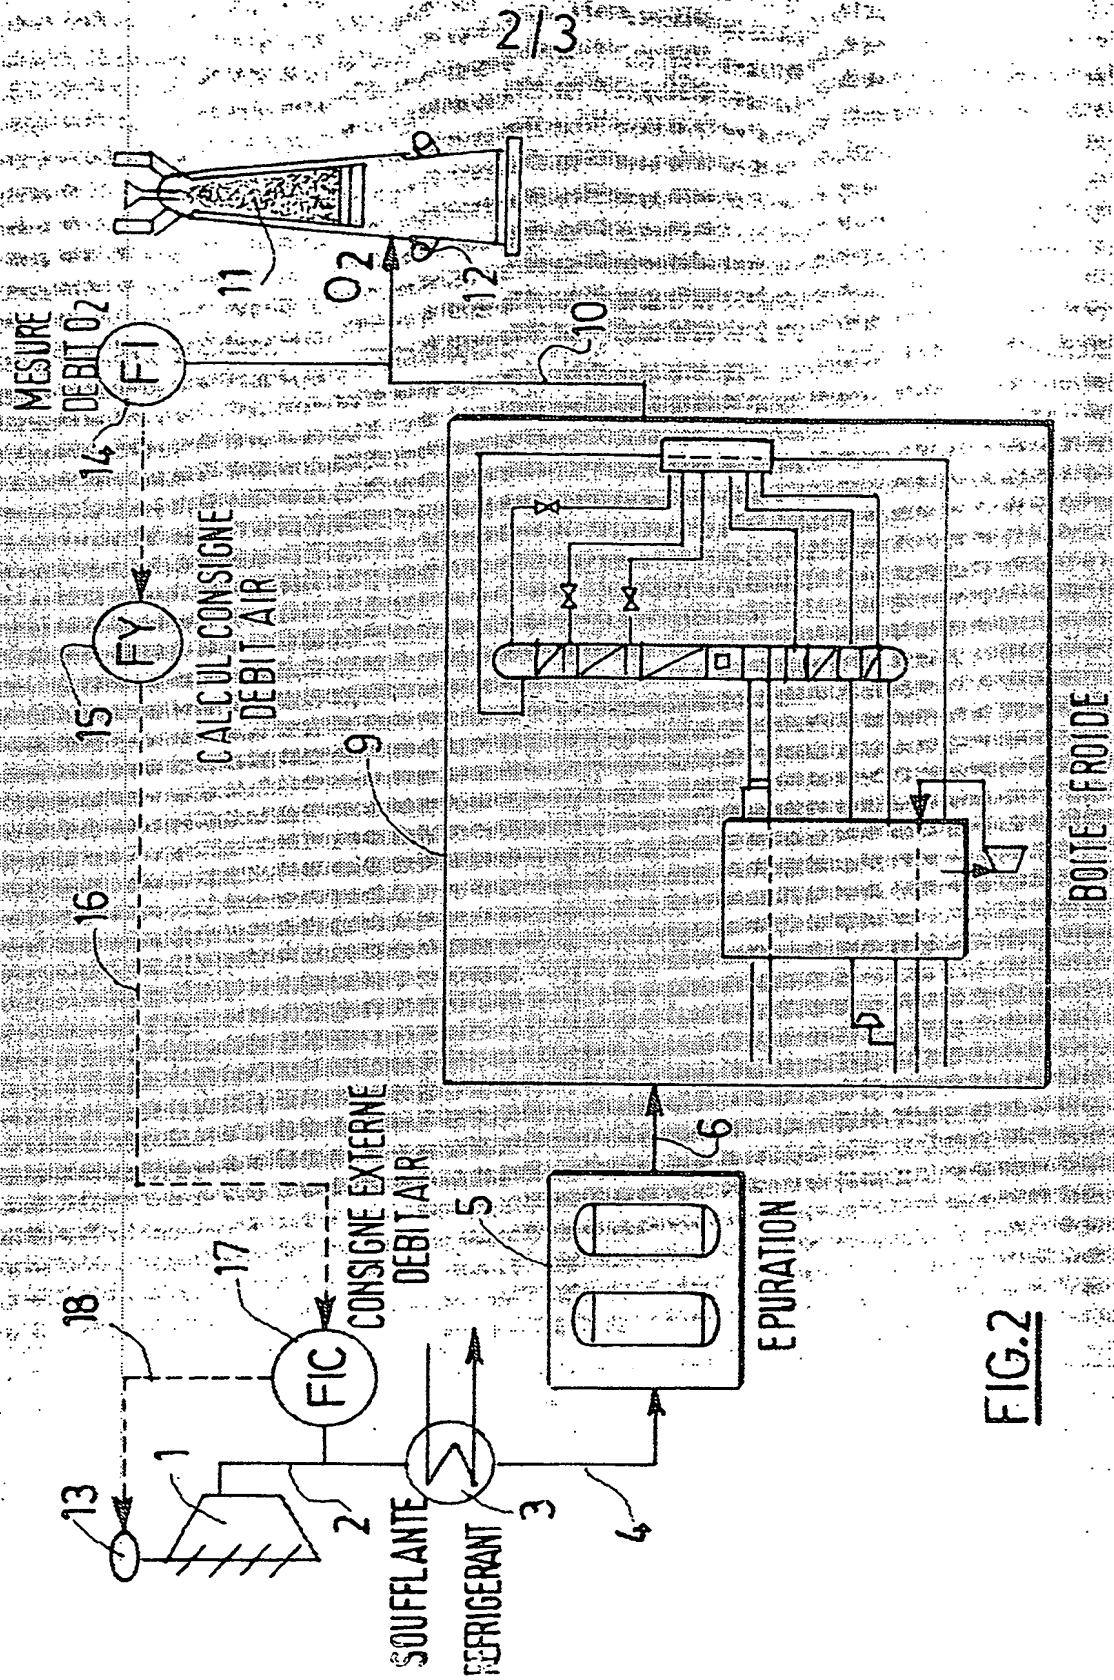 2/3
MESURE
DEBIT O2
FI
14
11
O2
12
10
FY
15
CALCUL CONSIGNE
DEBIT AIR
9
16
BOITE FROIDE
CONSIGNE EXTERNE
DEBIT AIR
17
FIC
18
13
1
2
SOUFFLANTE
REFRIGERANT
3
4
5
6
EPURATION
FIG.2